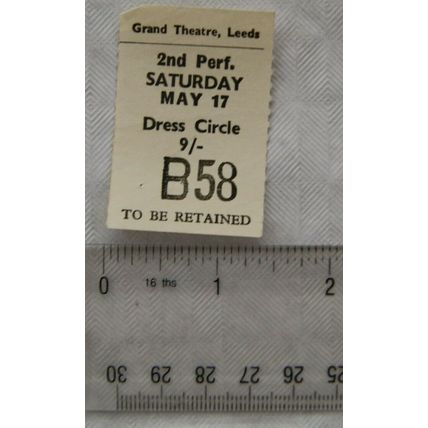 Grand Theatre, Leeds
2nd Perf.
SATURDAY
MAY 17
Dress Circle
9/-
B58
TO BE RETAINED
0 16 ths 1 2
30 29 28 27 26 25